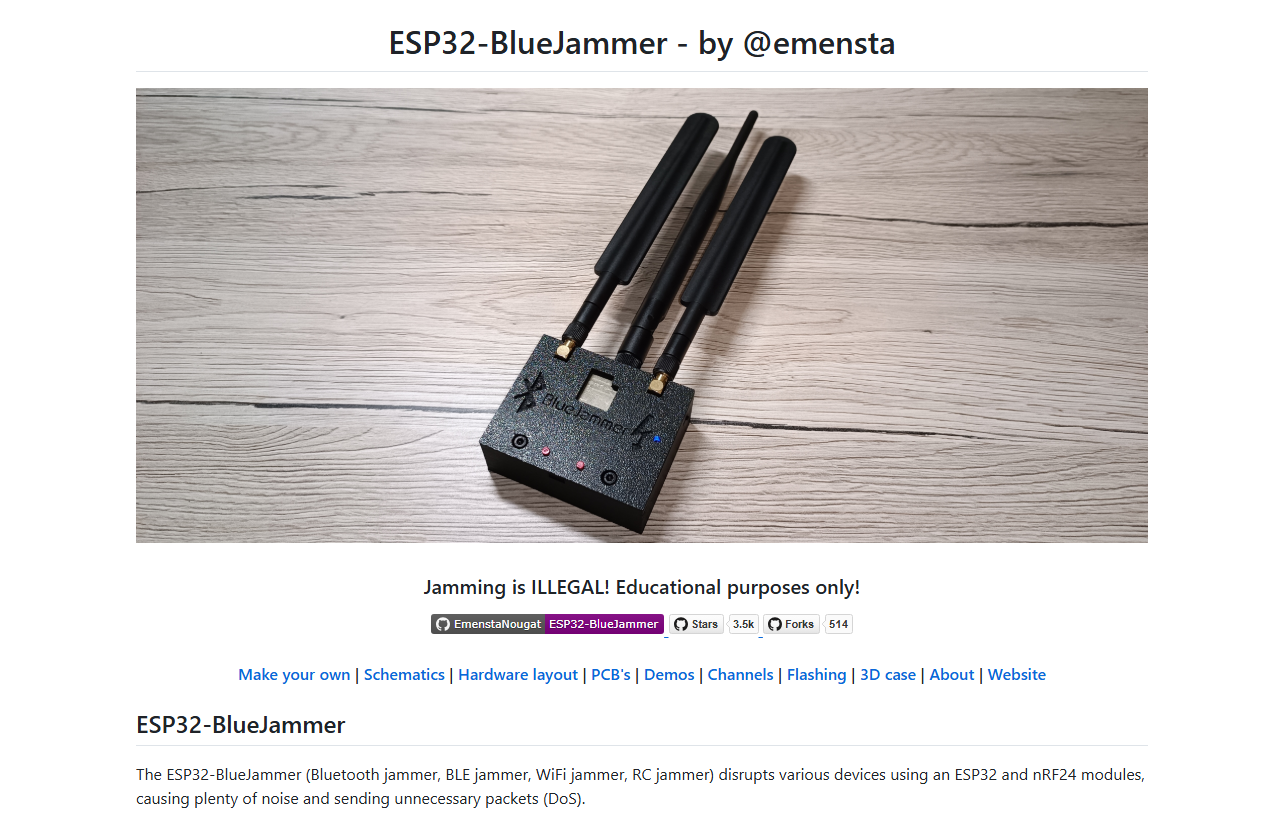 ESP32-BlueJammer - by @emensta
BlueJammer
Jamming is ILLEGAL! Educational purposes only!
EmenstaNougat ESP32-BlueJammer Stars 3.5k Forks 514
Make your own | Schematics | Hardware layout | PCB's | Demos | Channels | Flashing | 3D case | About | Website
ESP32-BlueJammer
The ESP32-BlueJammer (Bluetooth jammer, BLE jammer, WiFi jammer, RC jammer) disrupts various devices using an ESP32 and nRF24 modules,
causing plenty of noise and sending unnecessary packets (DoS).